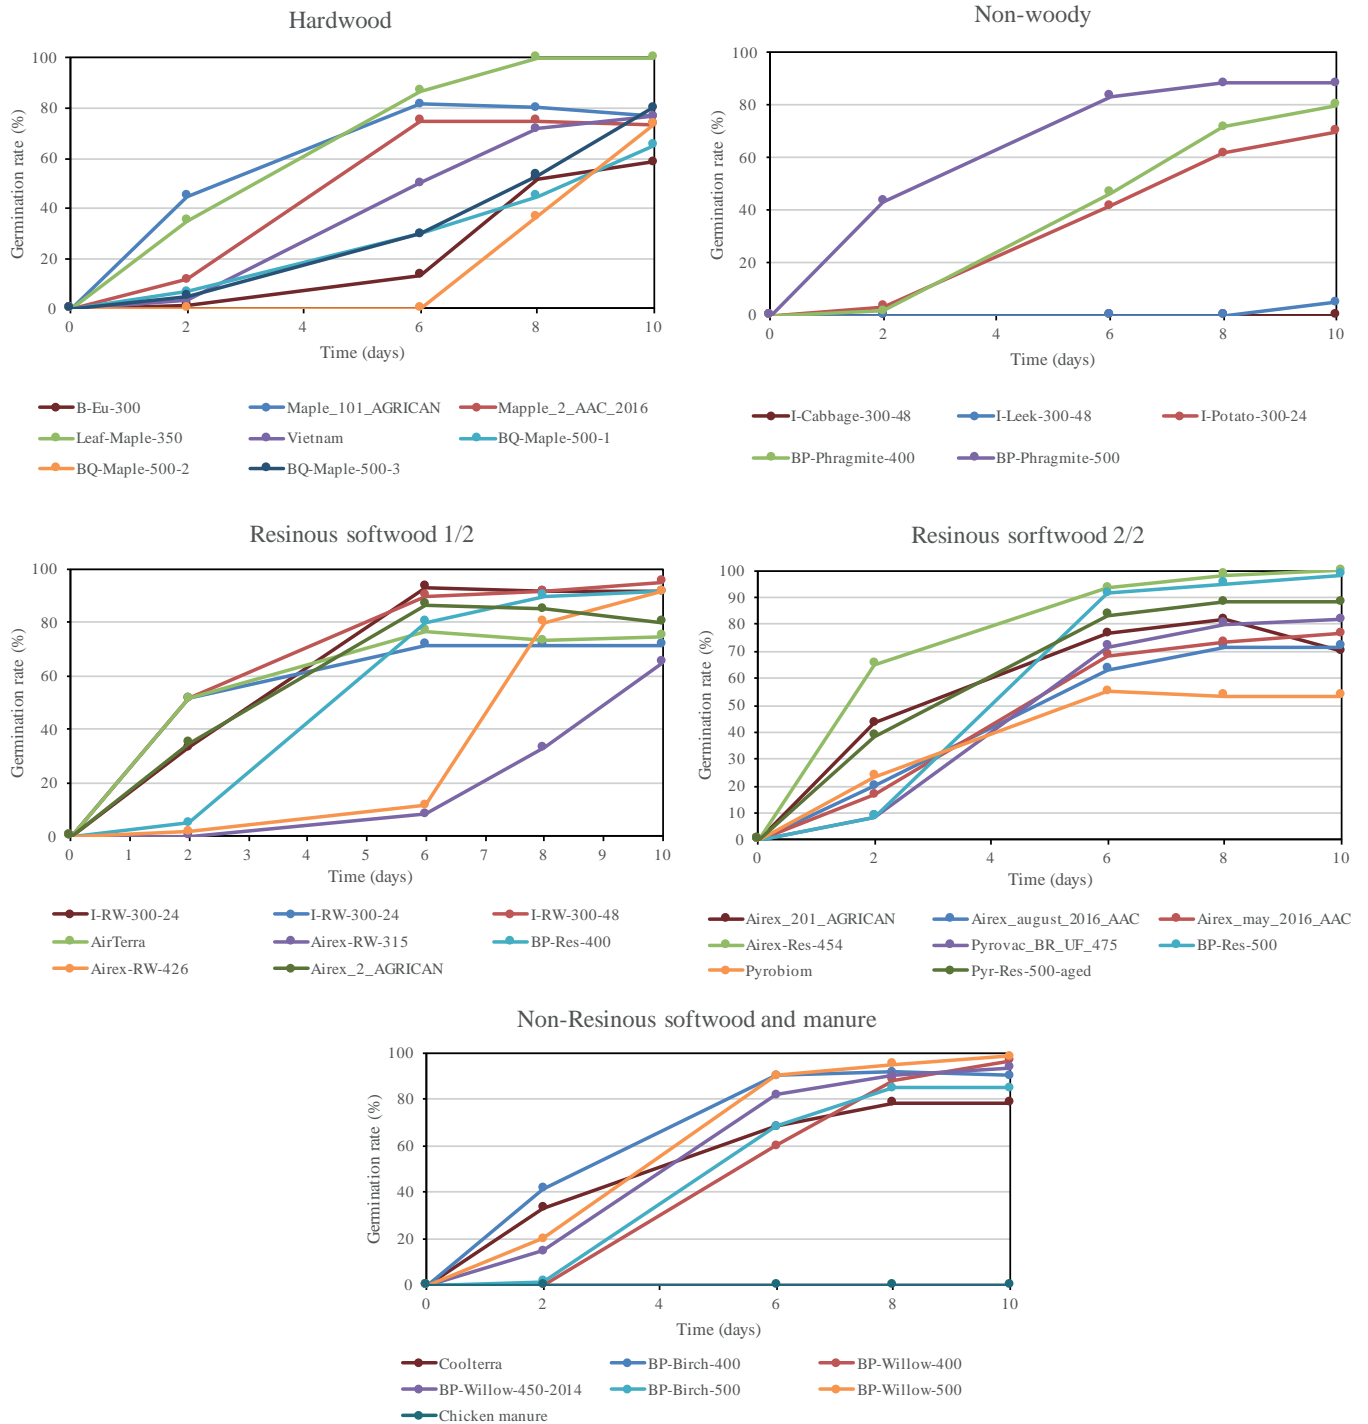 Hardwood
Germination rate (%)
100
80
60
40
20
0
0 2 4 6 8 10
Time (days)
B-Eu-300 Maple_101_AGRICAN Mapple_2_AAC_2016
Leaf-Maple-350 Vietnam BQ-Maple-500-1
BQ-Maple-500-2 BQ-Maple-500-3
Non-woody
Germination rate (%)
100
80
60
40
20
0
0 2 4 6 8 10
Time (days)
I-Cabbage-300-48 I-Leek-300-48 I-Potato-300-24
BP-Phragmite-400 BP-Phragmite-500
Resinous softwood 1/2
Germination rate (%)
100
80
60
40
20
0
0 1 2 3 4 5 6 7 8 9 10
Time (days)
I-RW-300-24 I-RW-300-24 I-RW-300-48
AirTerra Airex-RW-315 BP-Res-400
Airex-RW-426 Airex_2_AGRICAN
Resinous sorftwood 2/2
Germination rate (%)
100
90
80
70
60
50
40
30
20
10
0
0 2 4 6 8 10
Time (days)
Airex_201_AGRICAN Airex_august_2016_AAC Airex_may_2016_AAC
Airex-Res-454 Pyrovac_BR_UF_475 BP-Res-500
Pyrobiom Pyr-Res-500-aged
Non-Resinous softwood and manure
Germination rate (%)
100
80
60
40
20
0
0 2 4 6 8 10
Time (days)
Coolterra BP-Birch-400 BP-Willow-400
BP-Willow-450-2014 BP-Birch-500 BP-Willow-500
Chicken manure